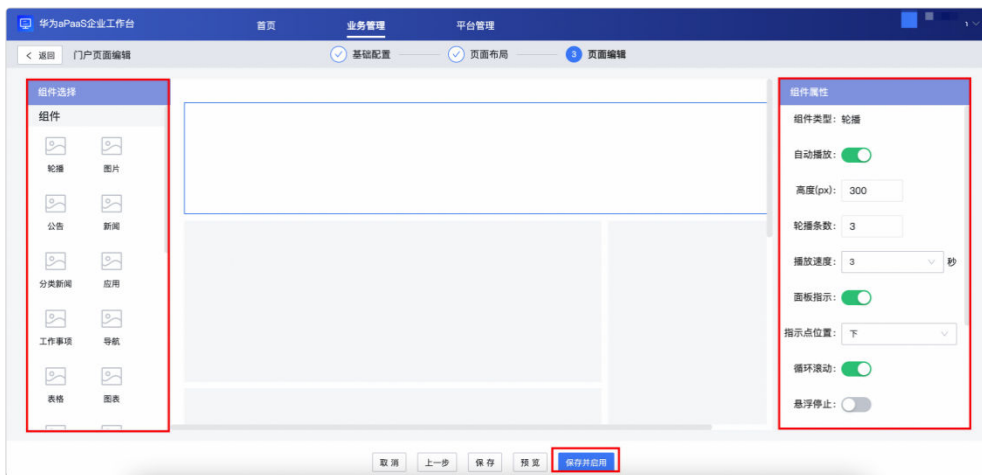 华为aPaaS企业工作台 首页 业务管理 平台管理
< 返回 门户页面编辑 基础配置 页面布局 3 页面编辑
组件选择
组件
轮播 图片
公告 新闻
分类新闻 应用
工作事项 导航
表格 图表
组件属性
组件类型: 轮播
自动播放:
高度(px): 300
轮播条数: 3
播放速度: 3 秒
面板指示:
指示点位置: 下
循环滚动:
悬浮停止:
取消 上一步 保存 预览 保存并启用